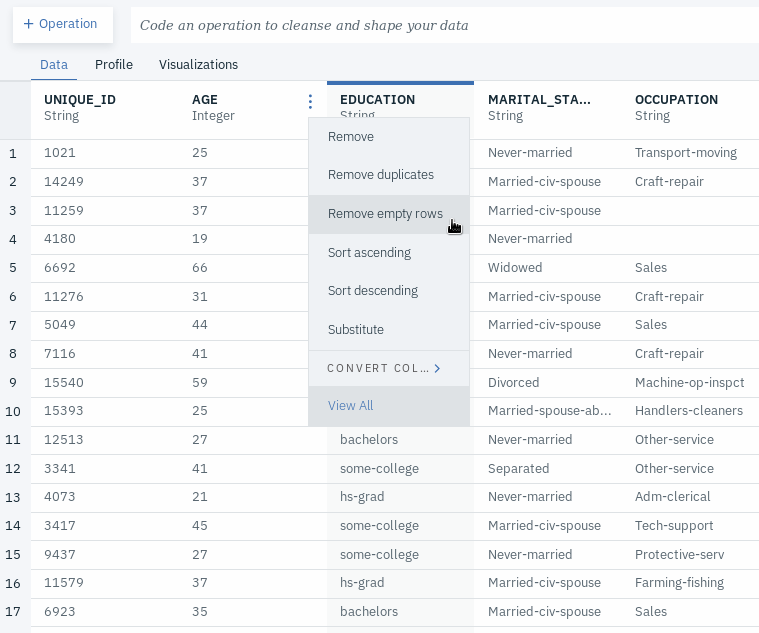 + Operation Code an operation to cleanse and shape your data
Data Profile Visualizations
UNIQUE_ID AGE EDUCATION MARITAL_STA... OCCUPATION
String Integer String String String
1 1021 25 Never-married Transport-moving
2 14249 37 Married-civ-spouse Craft-repair
3 11259 37 Married-civ-spouse
4 4180 19 Never-married
5 6692 66 Widowed Sales
6 11276 31 Married-civ-spouse Craft-repair
7 5049 44 Married-civ-spouse Sales
8 7116 41 Never-married Craft-repair
9 15540 59 Divorced Machine-op-inspct
10 15393 25 Married-spouse-ab... Handlers-cleaners
11 12513 27 bachelors Never-married Other-service
12 3341 41 some-college Separated Other-service
13 4073 21 hs-grad Never-married Adm-clerical
14 3417 45 some-college Married-civ-spouse Tech-support
15 9437 27 some-college Never-married Protective-serv
16 11579 37 hs-grad Married-civ-spouse Farming-fishing
17 6923 35 bachelors Married-civ-spouse Sales
Remove
Remove duplicates
Remove empty rows
Sort ascending
Sort descending
Substitute
CONVERT COL...
View All